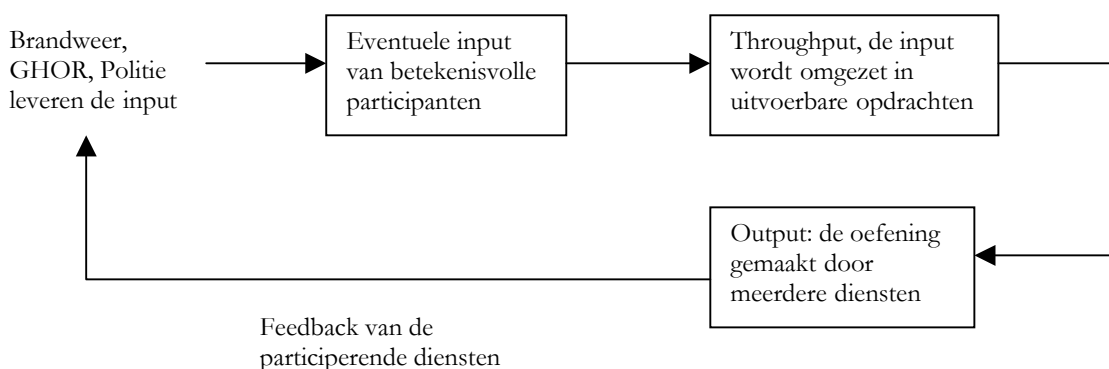 Brandweer,
GHOR, Politie
leveren de input
Eventuele input
van betekenisvolle
participanten
Throughput, de input
wordt omgezet in
uitvoerbare opdrachten
Output: de oefening
gemaakt door
meerdere diensten
Feedback van de
participerende diensten